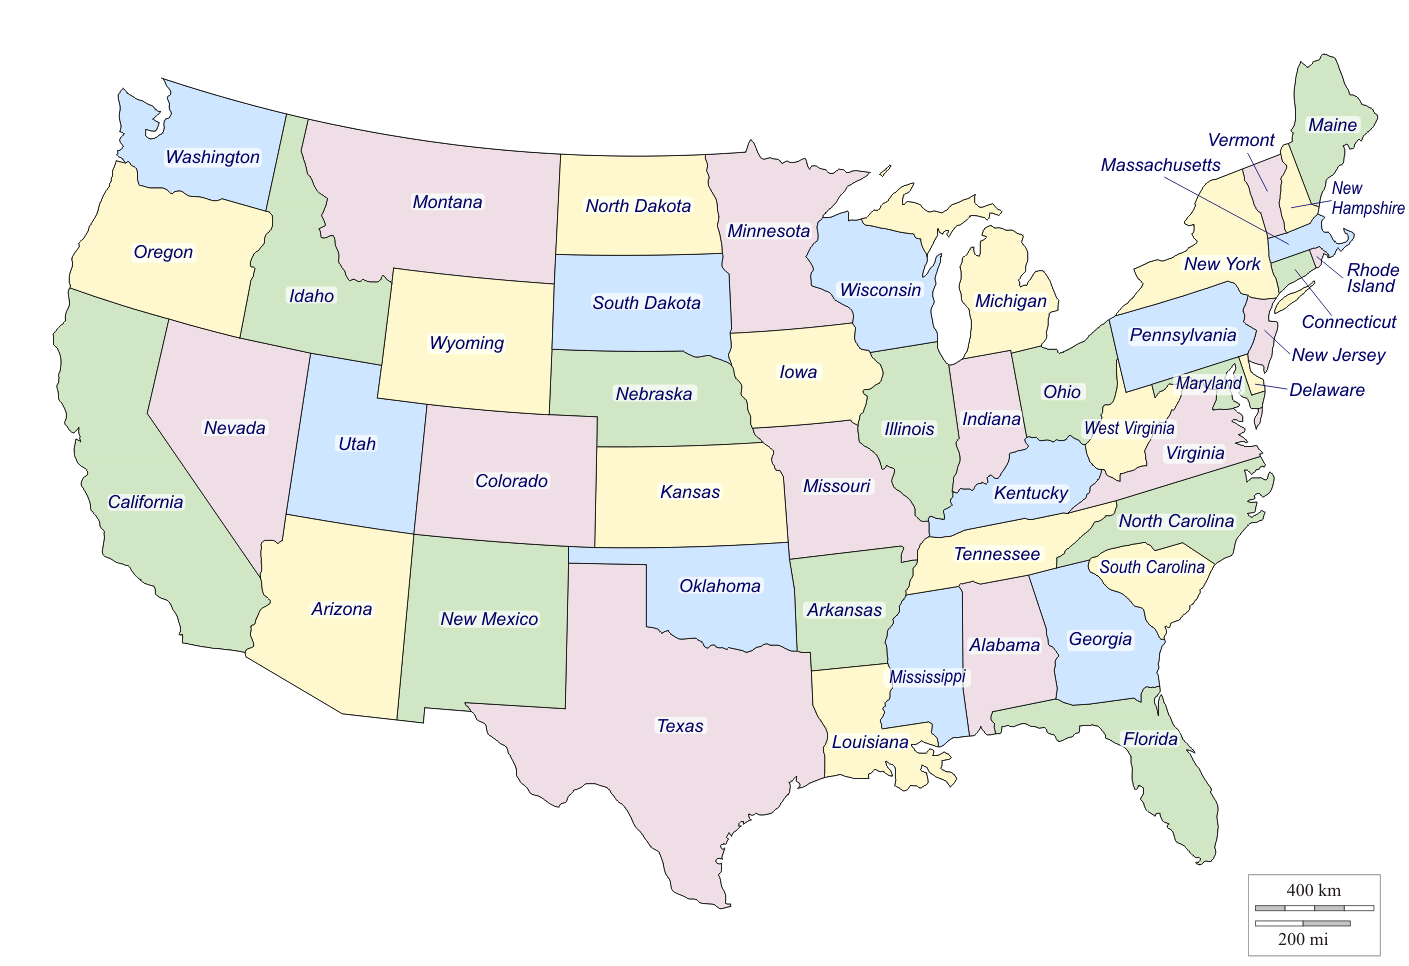 Maine
Vermont
Massachusetts
New
Hampshire
Washington
Montana
North Dakota
Minnesota
Oregon
Idaho
South Dakota
Wisconsin
Michigan
New York
Rhode
Island
Connecticut
Wyoming
Iowa
Pennsylvania
New Jersey
Nebraska
Ohio
Maryland
Delaware
Nevada
Utah
Illinois
Indiana
West Virginia
Virginia
California
Colorado
Kansas
Missouri
Kentucky
North Carolina
Arizona
New Mexico
Oklahoma
Arkansas
Tennessee
South Carolina
Texas
Louisiana
Mississippi
Alabama
Georgia
Florida
400 km
200 mi